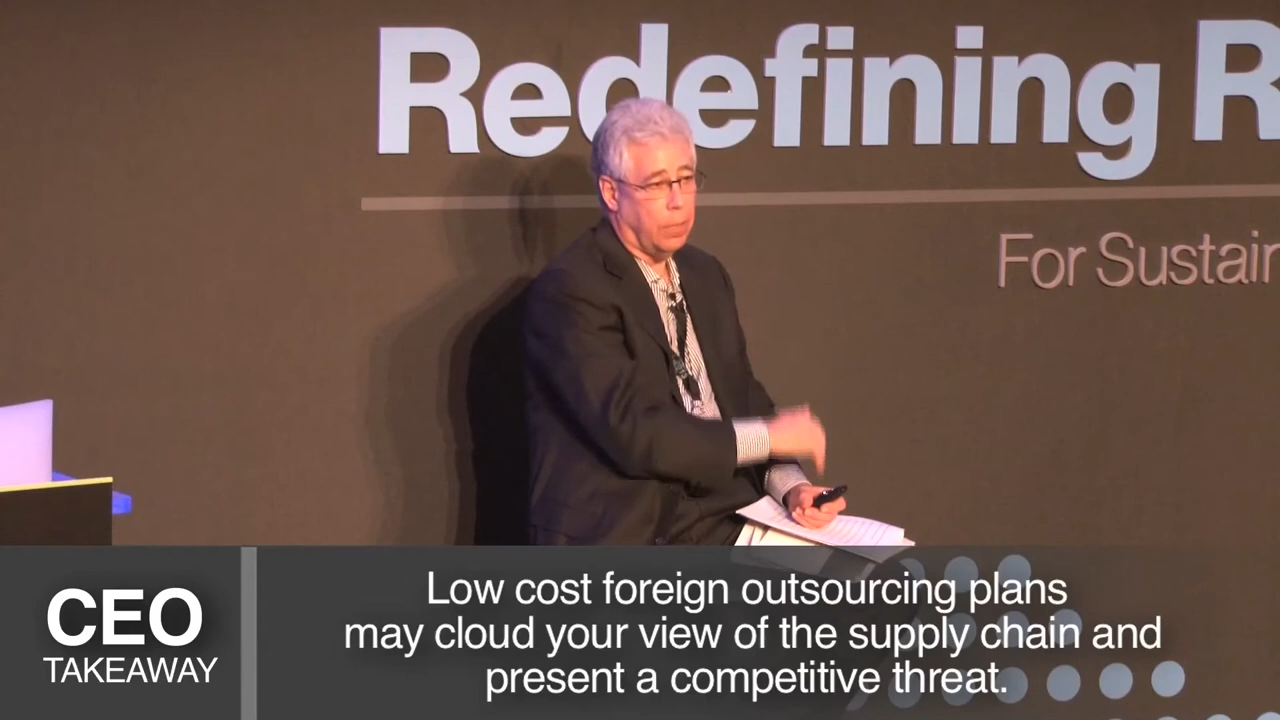 Redefining R
For Sustain
CEO
TAKEAWAY
Low cost foreign outsourcing plans
may cloud your view of the supply chain and
present a competitive threat.